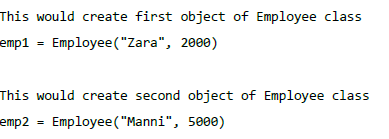 This would create first object of Employee class
emp1 = Employee("Zara", 2000)
This would create second object of Employee class
emp2 = Employee("Manni", 5000)